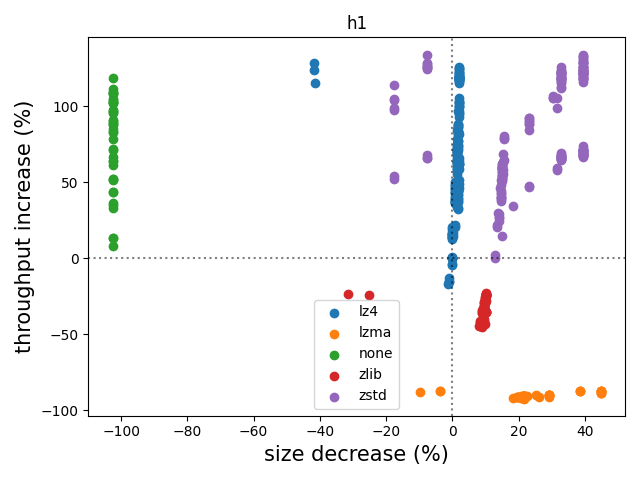 h1
throughput increase (%)
100
50
0
−50
−100
lz4
lzma
none
zlib
zstd
−100 −80 −60 −40 −20 0 20 40
size decrease (%)